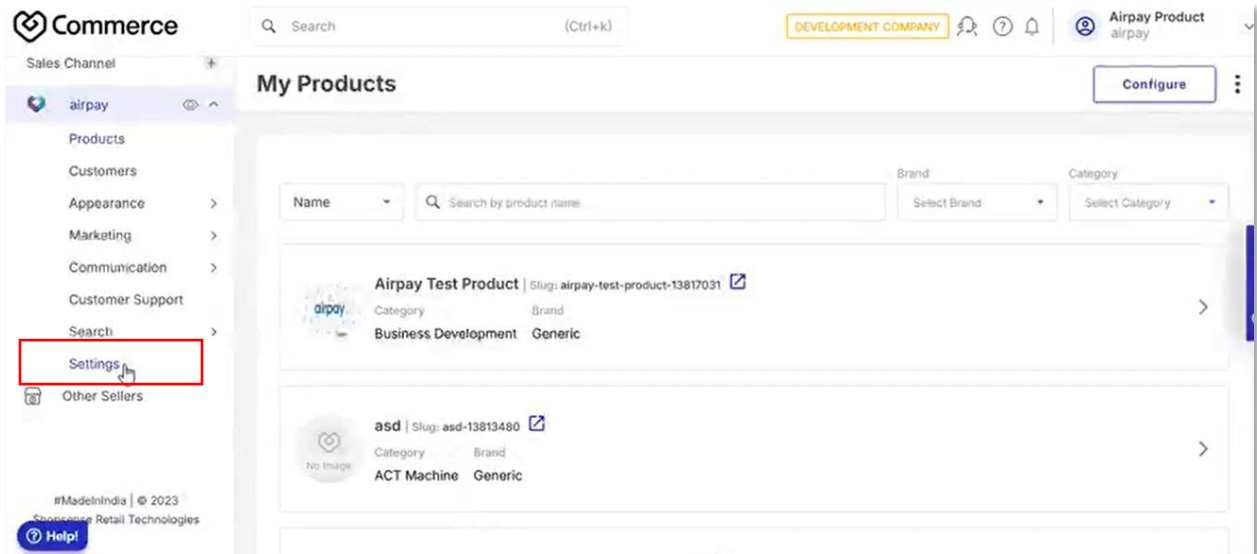 Commerce
Search (Ctrl+k)
DEVELOPMENT COMPANY
Airpay Product
airpay
Sales Channel
airpay
Products
Customers
Appearance
Marketing
Communication
Customer Support
Search
Settings
Other Sellers
#MadeInIndia | © 2023
Shopsense Retail Technologies
Help!
My Products
Configure
Brand
Category
Name
Search by product name
Select Brand
Select Category
Airpay Test Product | Slug: airpay-test-product-13817031
airpay
Category Brand
Business Development Generic
asd | Slug: asd-13813480
No Image
Category Brand
ACT Machine Generic